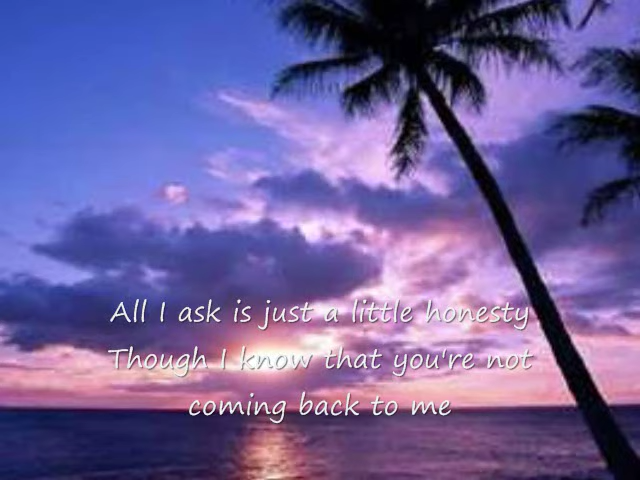 All I ask is just a little honesty
Though I know that you're not
coming back to me